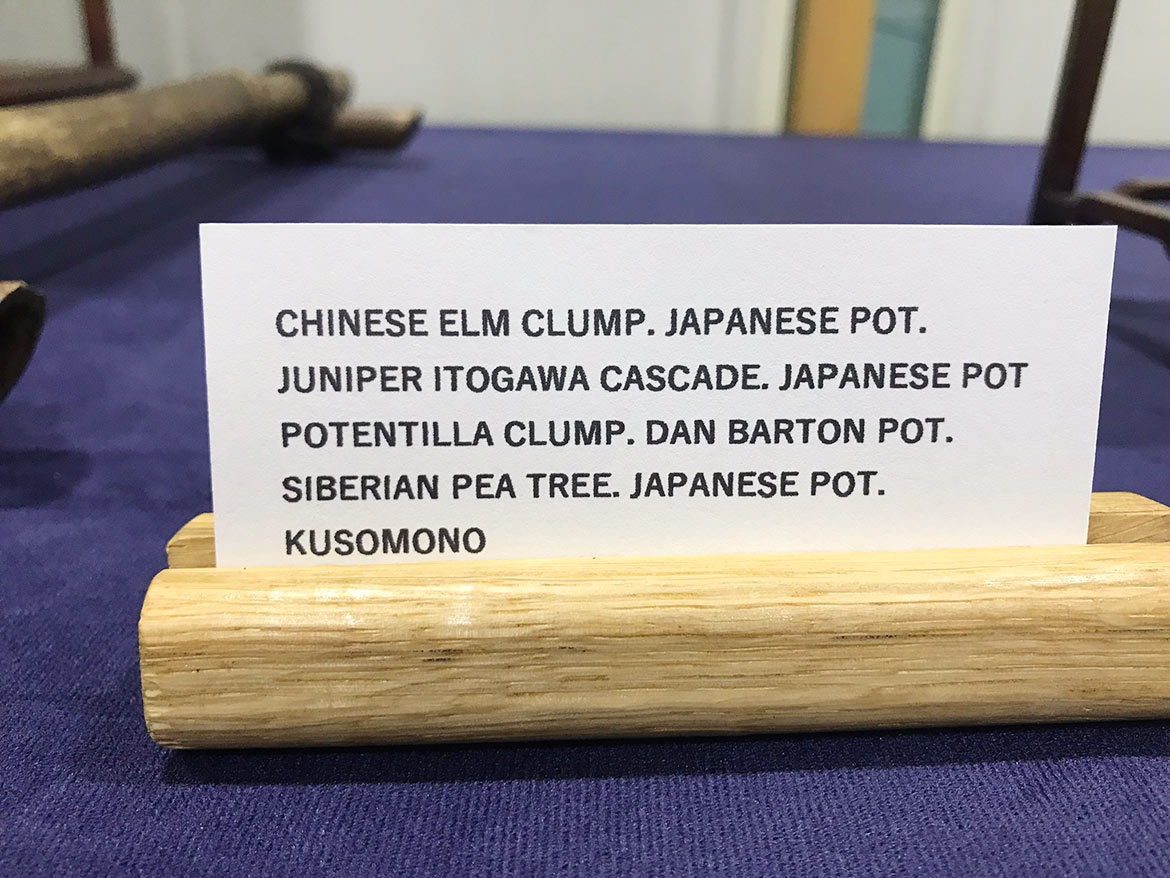 CHINESE ELM CLUMP. JAPANESE POT.
JUNIPER ITOGAWA CASCADE. JAPANESE POT
POTENTILLA CLUMP. DAN BARTON POT.
SIBERIAN PEA TREE. JAPANESE POT.
KUSOMONO